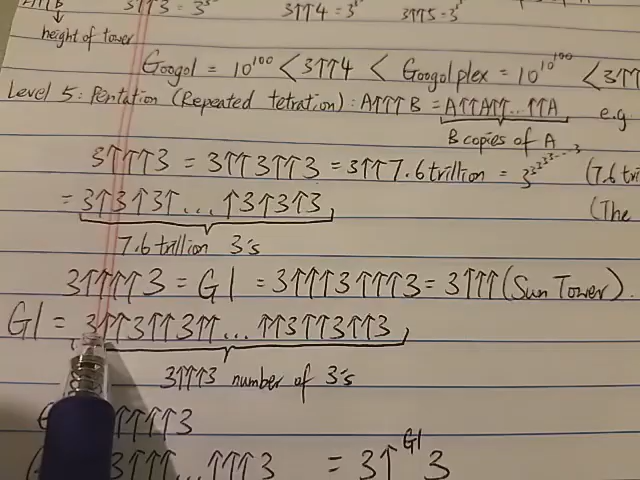 height of tower
Googol = 10^100 < 3↑↑4 < Googolplex = 10^10^100 < 3↑↑
Level 5: Pentation (Repeated tetration): A↑↑↑B = A↑↑A↑↑...↑↑A e.g.
B copies of A
3↑↑↑3 = 3↑↑3↑↑3 = 3↑↑7.6 trillion = 3^3^3^3^3^...^3 (7.6 tri
= 3↑3↑3↑...↑3↑3↑3, (The
7.6 trillion 3's
3↑↑↑↑3 = G1 = 3↑↑↑3↑↑↑3 = 3↑↑↑(Sun Tower).
G1 = 3↑↑3↑↑3↑↑...↑↑3↑↑3↑↑3,
3↑↑↑3 number of 3's
↑↑↑↑3
3↑↑↑...↑↑↑3 = 3↑^G1 3